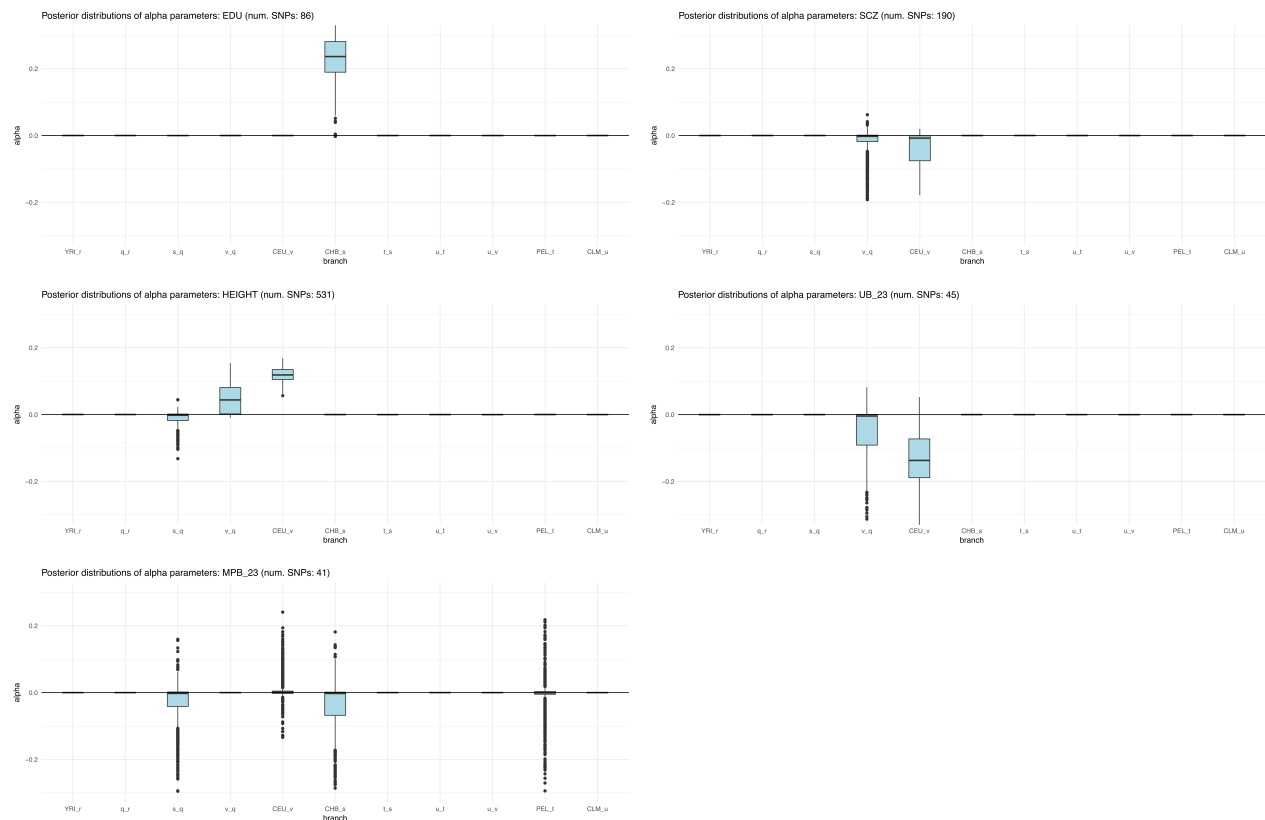 Posterior distributions of alpha parameters: EDU (num. SNPs: 86)
alpha
0.2
0.0
−0.2
YRI_r q_r s_q v_q CEU_v CHB_s t_s u_t u_v PEL_t CLM_u
branch
Posterior distributions of alpha parameters: SCZ (num. SNPs: 190)
alpha
0.2
0.0
−0.2
YRI_r q_r s_q v_q CEU_v CHB_s t_s u_t u_v PEL_t CLM_u
branch
Posterior distributions of alpha parameters: HEIGHT (num. SNPs: 531)
alpha
0.2
0.0
−0.2
YRI_r q_r s_q v_q CEU_v CHB_s t_s u_t u_v PEL_t CLM_u
branch
Posterior distributions of alpha parameters: UB_23 (num. SNPs: 45)
alpha
0.2
0.0
−0.2
YRI_r q_r s_q v_q CEU_v CHB_s t_s u_t u_v PEL_t CLM_u
branch
Posterior distributions of alpha parameters: MPB_23 (num. SNPs: 41)
alpha
0.2
0.0
−0.2
YRI_r q_r s_q v_q CEU_v CHB_s t_s u_t u_v PEL_t CLM_u
branch